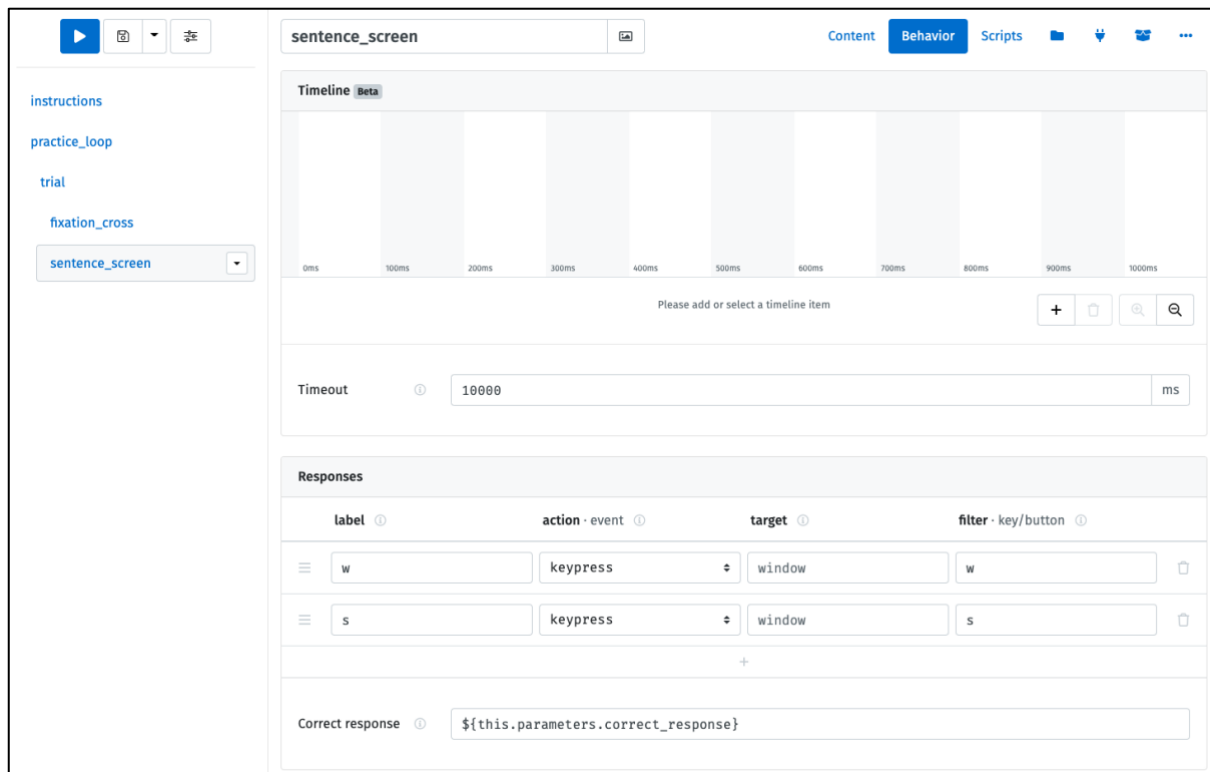 sentence_screen
Content Behavior Scripts
instructions
practice_loop
trial
fixation_cross
sentence_screen
Timeline Beta
0ms 100ms 200ms 300ms 400ms 500ms 600ms 700ms 800ms 900ms 1000ms
Please add or select a timeline item
Timeout 10000 ms
Responses
label action · event target filter · key/button
w keypress window w
s keypress window s
Correct response ${this.parameters.correct_response}